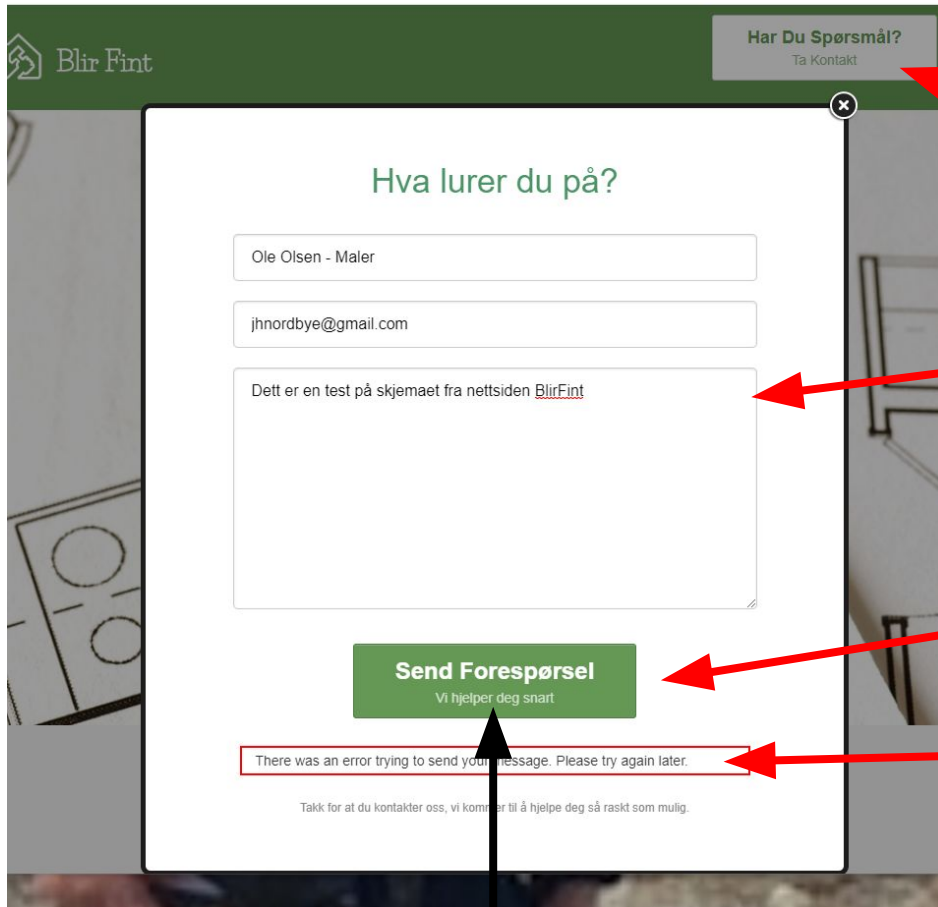 Blir Fint
Har Du Spørsmål?
Ta Kontakt
Hva lurer du på?
Ole Olsen - Maler
jhnordbye@gmail.com
Dett er en test på skjemaet fra nettsiden BlirFint
Send Forespørsel
Vi hjelper deg snart
There was an error trying to send your message. Please try again later.
Takk for at du kontakter oss, vi kommer til å hjelpe deg så raskt som mulig.